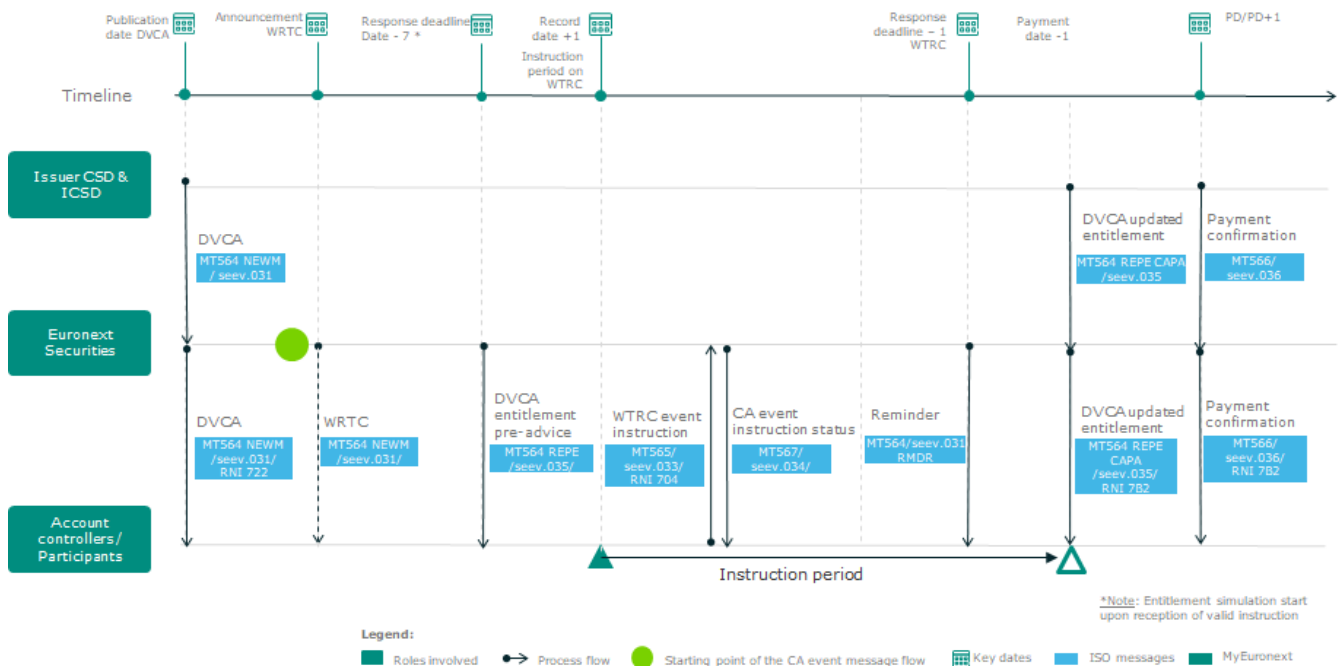 Publication
date DVCA
Announcement
WRTC
Response deadline
Date - 7 *
Record
date +1
Instruction
period on
WTRC
Response
deadline – 1
WTRC
Payment
date -1
PD/PD+1
Timeline
Issuer CSD &
ICSD
DVCA
MT564 NEWM
/ seev.031
DVCA updated
entitlement
MT564 REPE CAPA
/seev.035
Payment
confirmation
MT566/
seev.036
Euronext
Securities
DVCA
MT564 NEWM
/seev.031/
RNI 722
WRTC
MT564 NEWM
/seev.031/
DVCA
entitlement
pre-advice
MT564 REPE
/seev.035/
WTRC event
instruction
MT565/
seev.033/
RNI 704
CA event
instruction status
MT567/
seev.034/
Reminder
MT564/seev.031
RMDR
DVCA updated
entitlement
MT564 REPE
CAPA
/seev.035/
RNI 7B2
Payment
confirmation
MT566/
seev.036/
RNI 7B2
Account
controllers/
Participants
Instruction period
*Note: Entitlement simulation start
upon reception of valid instruction
Legend:
Roles involved
Process flow
Starting point of the CA event message flow
Key dates
ISO messages
MyEuronext